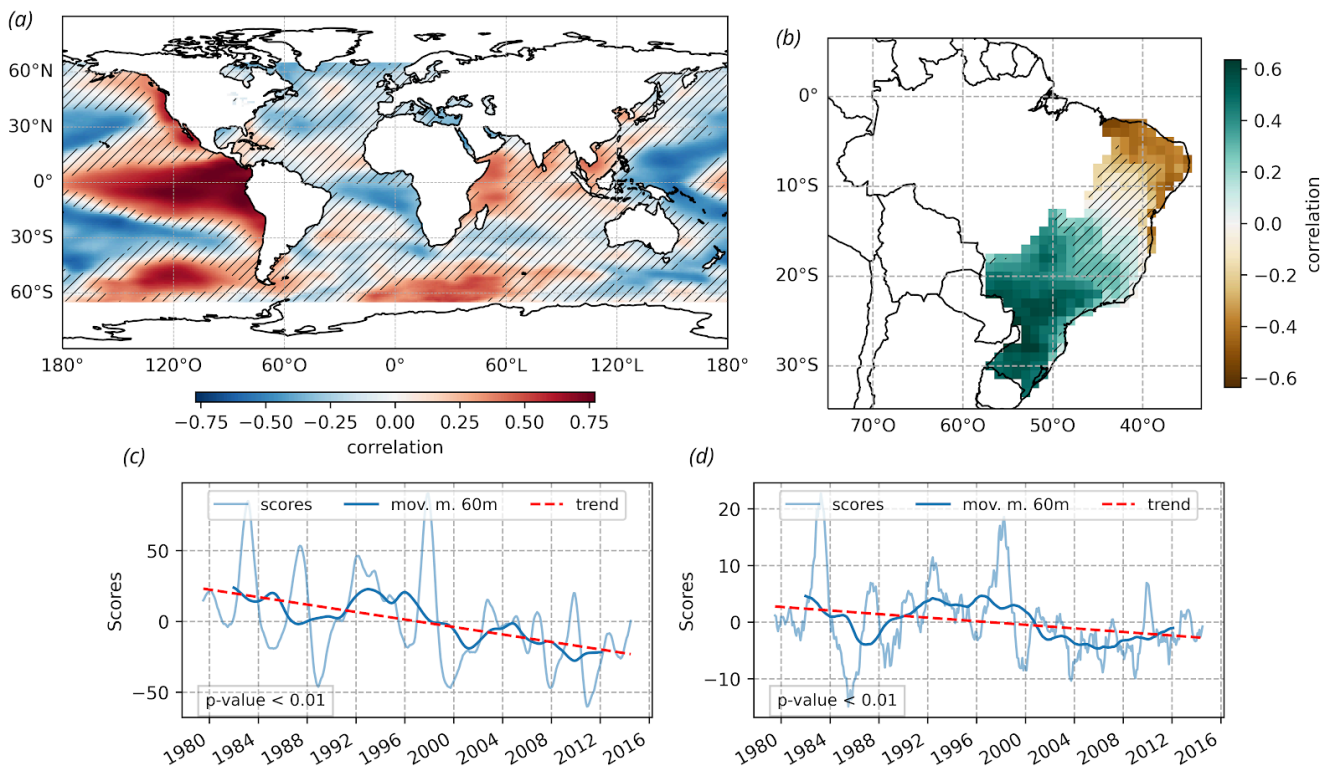 (a)
60°N
30°N
0°
30°S
60°S
180° 120°O 60°O 0° 60°L 120°L 180°
−0.75 −0.50 −0.25 0.00 0.25 0.50 0.75
correlation
(b)
0°
10°S
20°S
30°S
70°O 60°O 50°O 40°O
0.6
0.4
0.2
0.0
−0.2
−0.4
−0.6
correlation
(c)
scores mov. m. 60m trend
50
0
−50
Scores
p-value < 0.01
1980 1984 1988 1992 1996 2000 2004 2008 2012 2016
(d)
scores mov. m. 60m trend
20
10
0
−10
Scores
p-value < 0.01
1980 1984 1988 1992 1996 2000 2004 2008 2012 2016